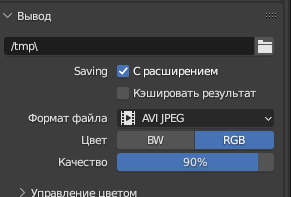 Вывод
/tmp\
Saving С расширением
Кэшировать результат
Формат файла AVI JPEG
Цвет BW RGB
Качество 90%
Управление цветом